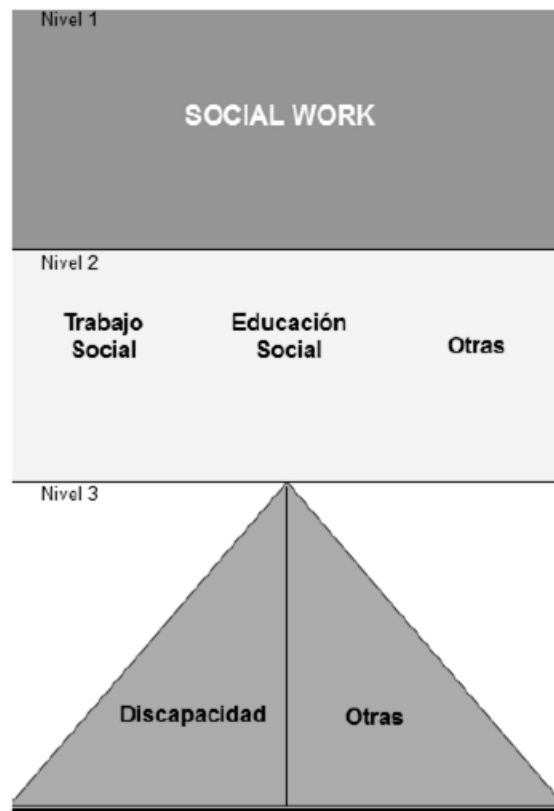 Nivel 1
SOCIAL WORK
Nivel 2
Trabajo
Social
Educación
Social
Otras
Nivel 3
Discapacidad
Otras